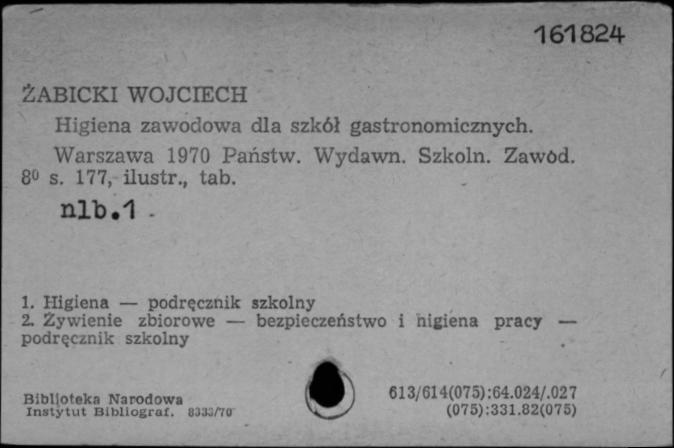 161824
ŻABICKI WOJCIECH
Higiena zawodowa dla szkół gastronomicznych.
Warszawa 1970 Państw. Wydawn. Szkoln. Zawod.
8⁰ s. 177, ilustr., tab.
nlb.1
1. Higiena — podręcznik szkolny
2. Żywienie zbiorowe — bezpieczeństwo i higiena pracy —
podręcznik szkolny
Biblioteka Narodowa
Instytut Bibliograf. 8333/70
613/614(075):64.024/.027
(075):331.82(075)